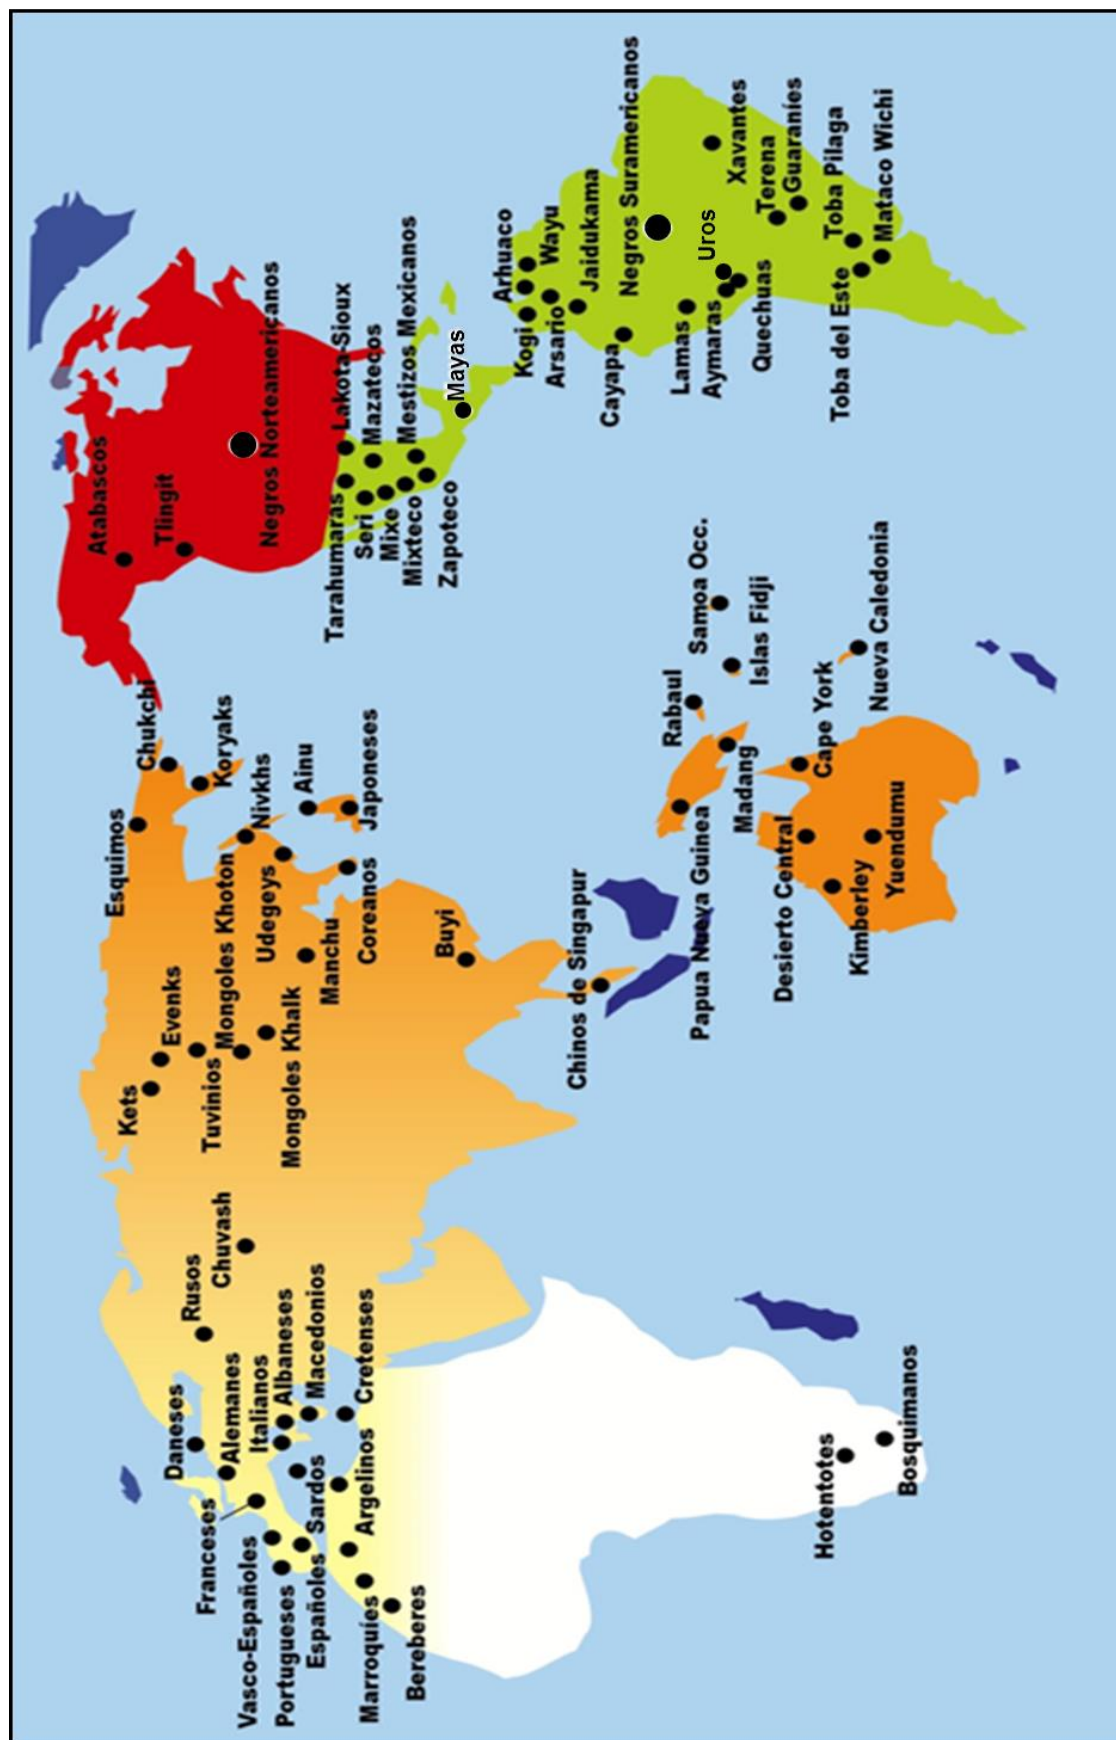 Atabascos
Tlingit
Negros Norteamericanos
Lakota-Sioux
Mazatecos
Mestizos Mexicanos
Mayas
Tarahumaras
Seri
Mixe
Mixteco
Zapoteco
Arhuaco
Kogi
Wayu
Arsario
Jaidukama
Cayapa
Negros Suramericanos
Lamas
Aymaras
Uros
Quechuas
Xavantes
Terena
Guaraníes
Toba Pilaga
Toba del Este
Mataco Wichi
Esquimos
Chukchi
Koryaks
Nivkhs
Udegeys
Ainu
Japoneses
Coreanos
Manchu
Buyi
Kets
Evenks
Tuvinios
Mongoles Khoton
Mongoles Khalk
Chinos de Singapur
Papua Nueva Guinea
Rabaul
Madang
Samoa Occ.
Islas Fidji
Cape York
Nueva Caledonia
Desierto Central
Kimberley
Yuendumu
Chuvash
Rusos
Daneses
Alemanes
Franceses
Italianos
Albaneses
Macedonios
Cretenses
Sardos
Vasco-Españoles
Portugueses
Españoles
Argelinos
Marroquíes
Bereberes
Hotentotes
Bosquimanos